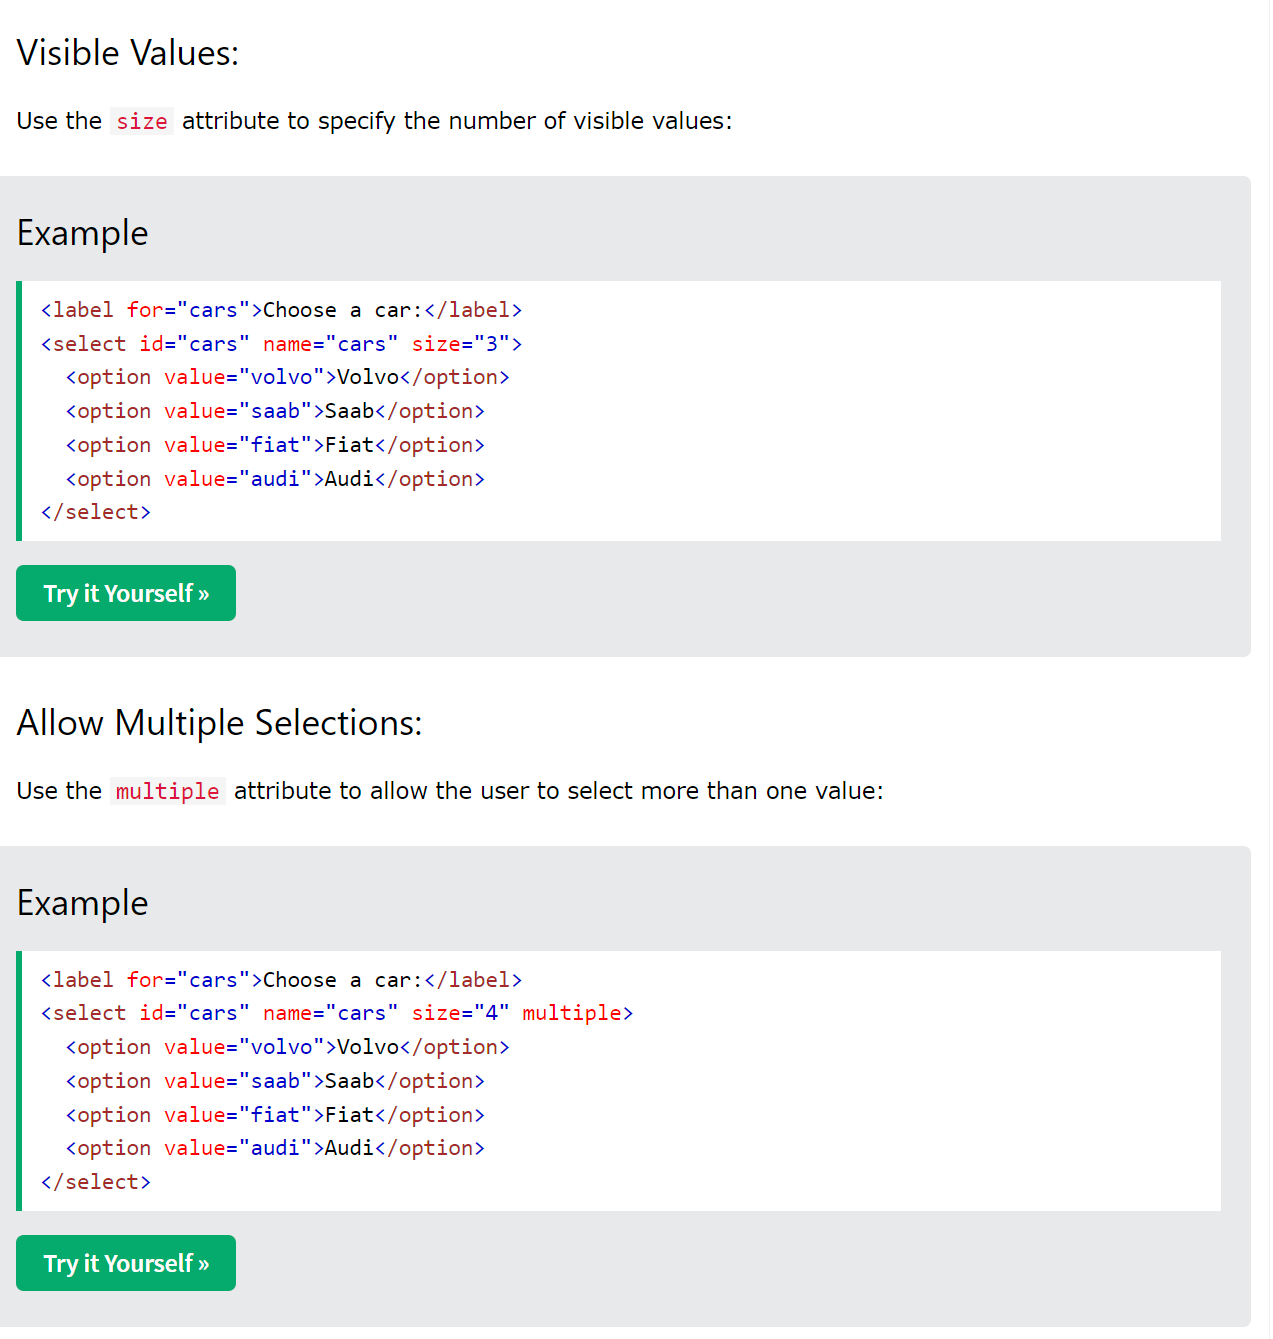 Visible Values:
Use the size attribute to specify the number of visible values:
Example
<label for="cars">Choose a car:</label>
<select id="cars" name="cars" size="3">
  <option value="volvo">Volvo</option>
  <option value="saab">Saab</option>
  <option value="fiat">Fiat</option>
  <option value="audi">Audi</option>
</select>
Try it Yourself »
Allow Multiple Selections:
Use the multiple attribute to allow the user to select more than one value:
Example
<label for="cars">Choose a car:</label>
<select id="cars" name="cars" size="4" multiple>
  <option value="volvo">Volvo</option>
  <option value="saab">Saab</option>
  <option value="fiat">Fiat</option>
  <option value="audi">Audi</option>
</select>
Try it Yourself »